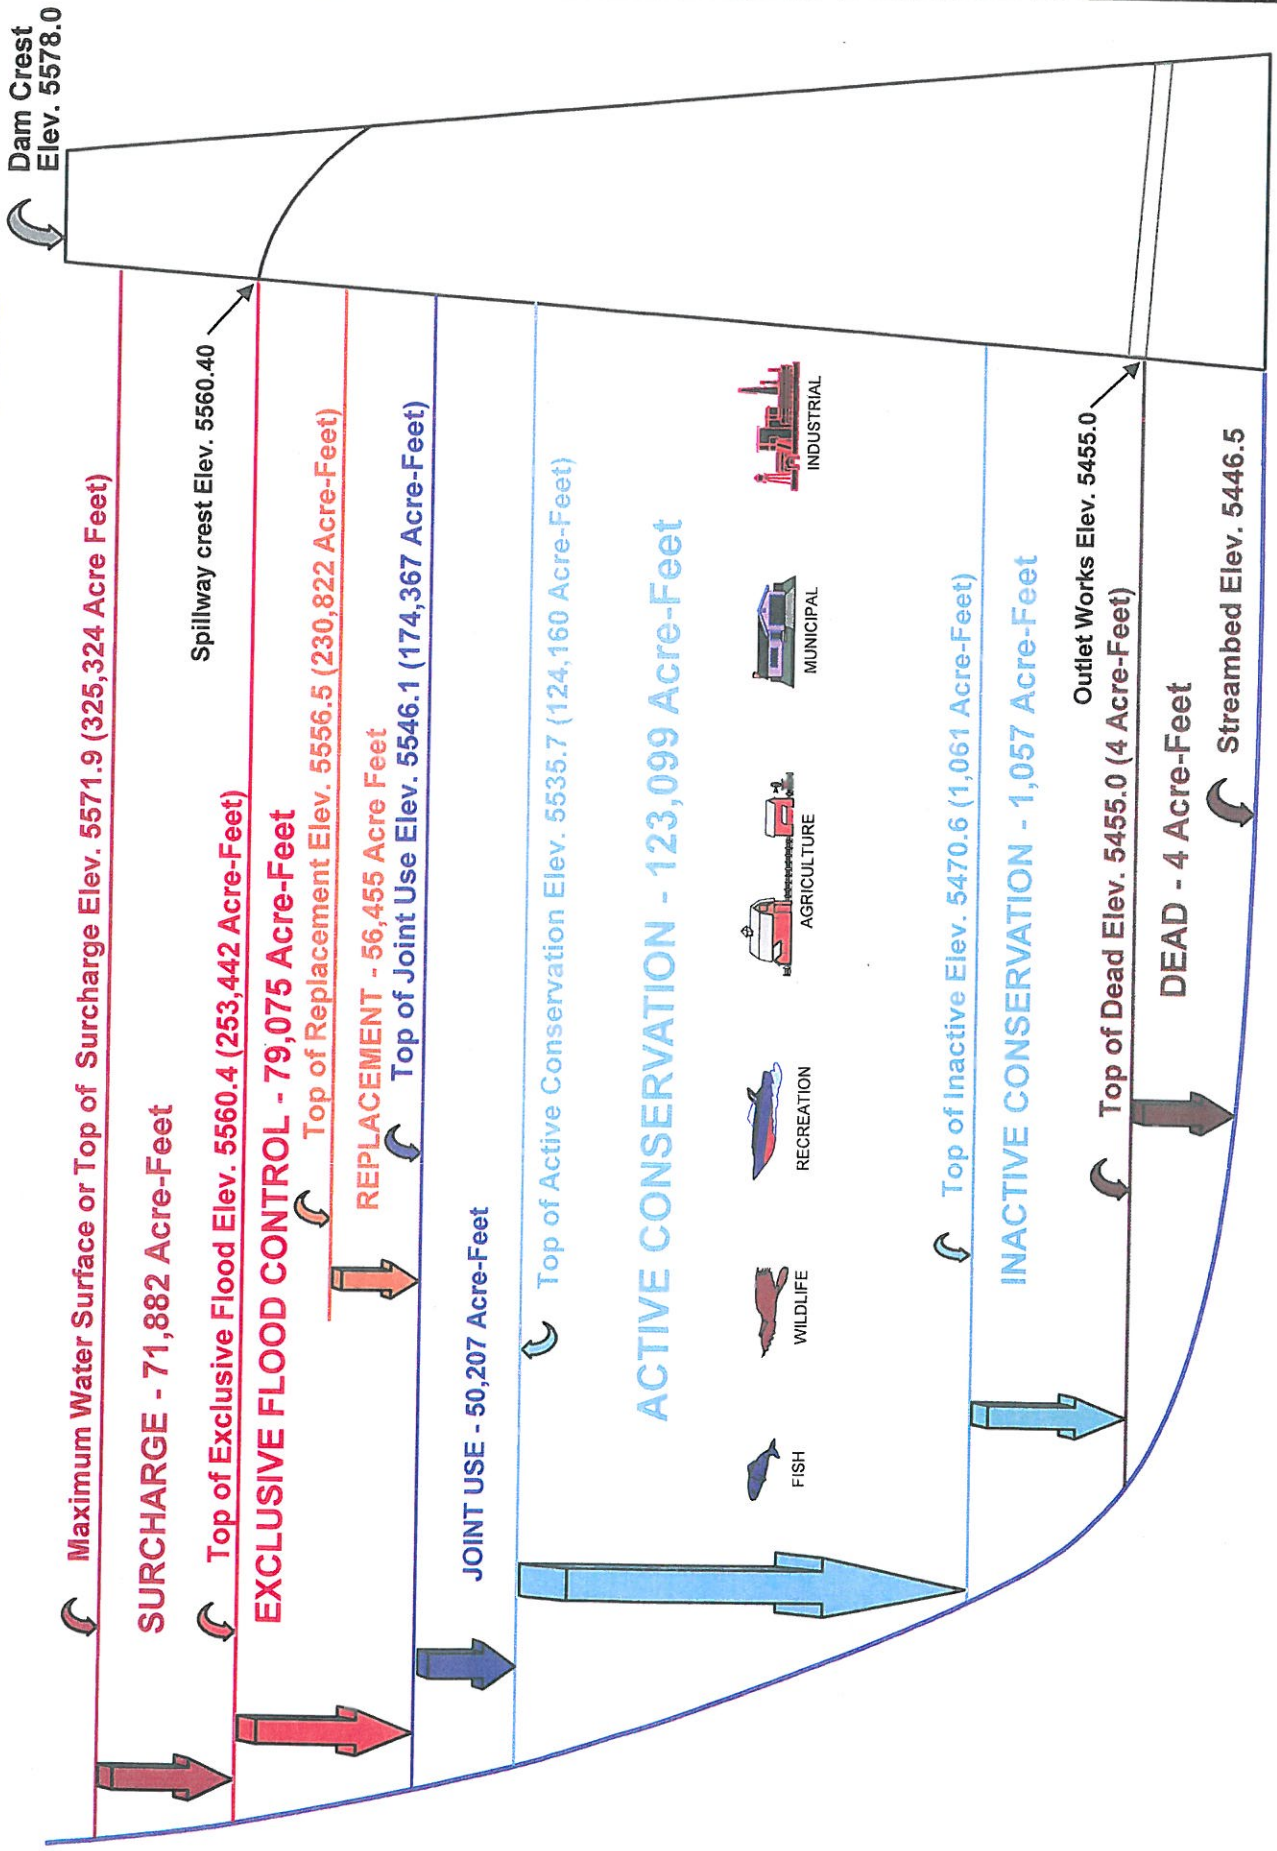 Dam Crest
Elev. 5578.0
Maximum Water Surface or Top of Surcharge Elev. 5571.9 (325,324 Acre Feet)
SURCHARGE - 71,882 Acre-Feet
Spillway crest Elev. 5560.40
Top of Exclusive Flood Elev. 5560.4 (253,442 Acre-Feet)
EXCLUSIVE FLOOD CONTROL - 79,075 Acre-Feet
Top of Replacement Elev. 5556.5 (230,822 Acre-Feet)
REPLACEMENT - 56,455 Acre Feet
Top of Joint Use Elev. 5546.1 (174,367 Acre-Feet)
JOINT USE - 50,207 Acre-Feet
Top of Active Conservation Elev. 5535.7 (124,160 Acre-Feet)
ACTIVE CONSERVATION - 123,099 Acre-Feet
FISH
WILDLIFE
RECREATION
AGRICULTURE
MUNICIPAL
INDUSTRIAL
Top of Inactive Elev. 5470.6 (1,061 Acre-Feet)
INACTIVE CONSERVATION - 1,057 Acre-Feet
Outlet Works Elev. 5455.0
Top of Dead Elev. 5455.0 (4 Acre-Feet)
DEAD - 4 Acre-Feet
Streambed Elev. 5446.5